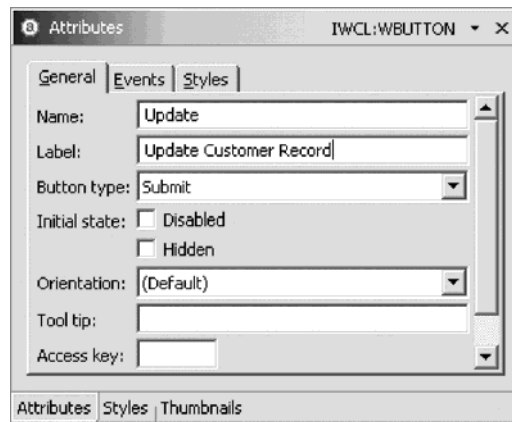 a Attributes IWCL:WBUTTON
General Events Styles
Name: Update
Label: Update Customer Record
Button type: Submit
Initial state: Disabled
Hidden
Orientation: (Default)
Tool tip:
Access key:
Attributes Styles Thumbnails